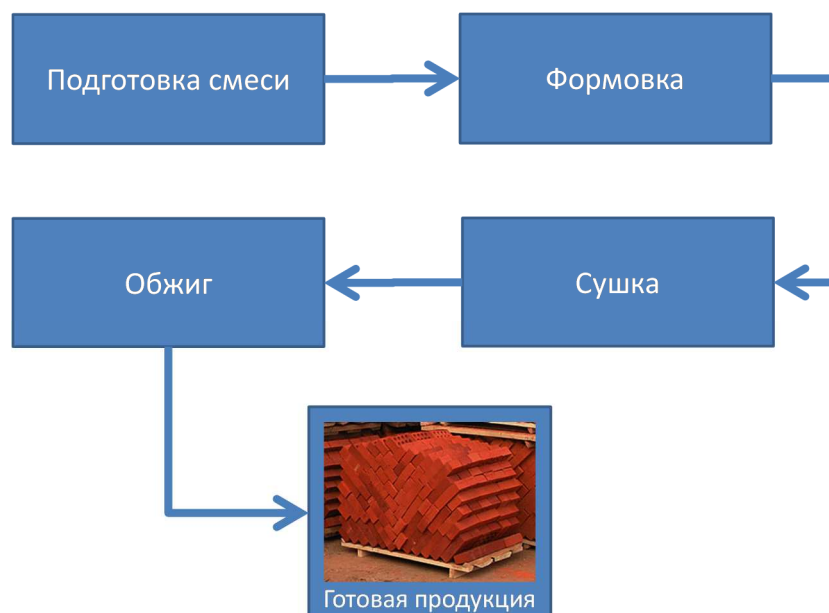 Подготовка смеси
Формовка
Обжиг
Сушка
Готовая продукция